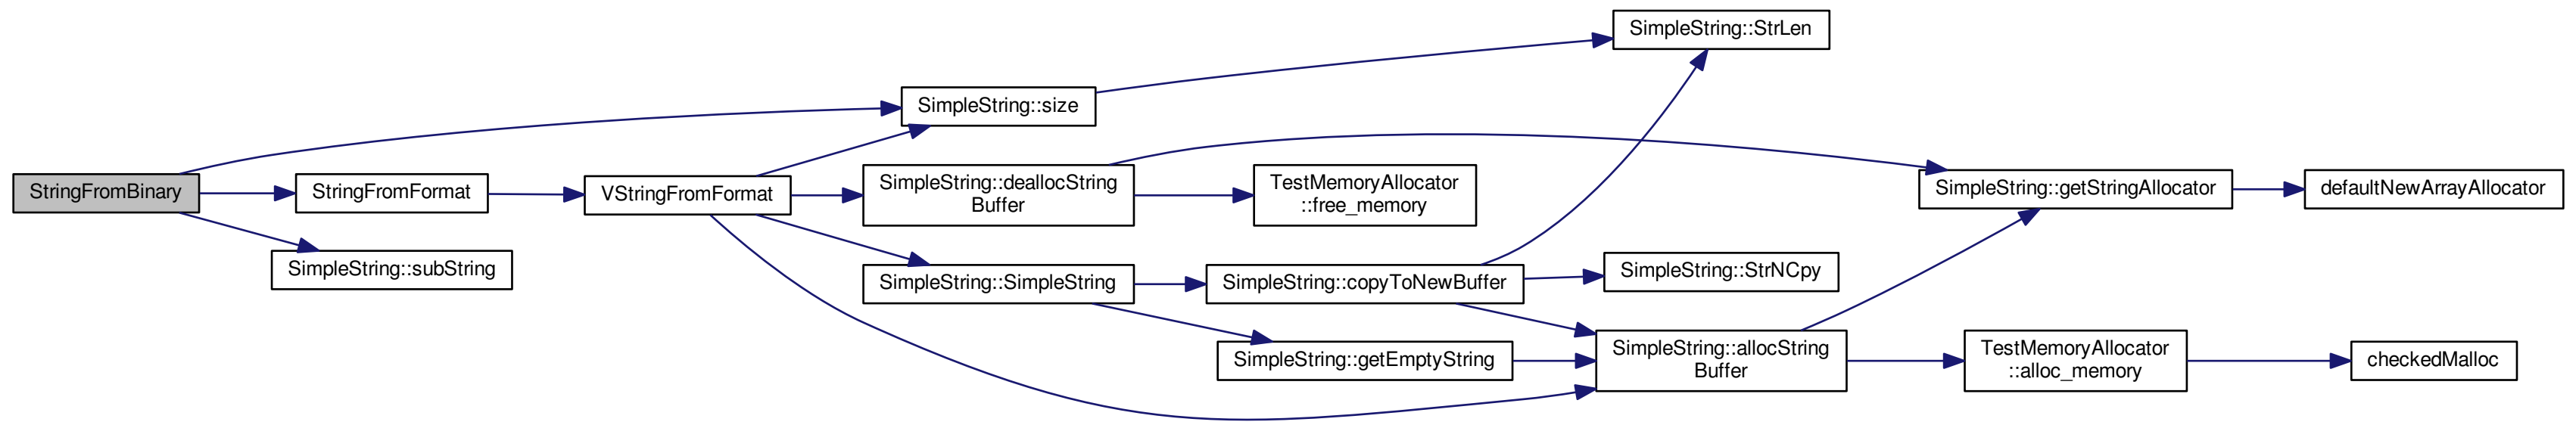 StringFromBinary
StringFromFormat
SimpleString::subString
VStringFromFormat
SimpleString::size
SimpleString::deallocString
Buffer
SimpleString::SimpleString
TestMemoryAllocator
::free_memory
SimpleString::copyToNewBuffer
SimpleString::getEmptyString
SimpleString::StrLen
SimpleString::StrNCpy
SimpleString::allocString
Buffer
SimpleString::getStringAllocator
TestMemoryAllocator
::alloc_memory
defaultNewArrayAllocator
checkedMalloc